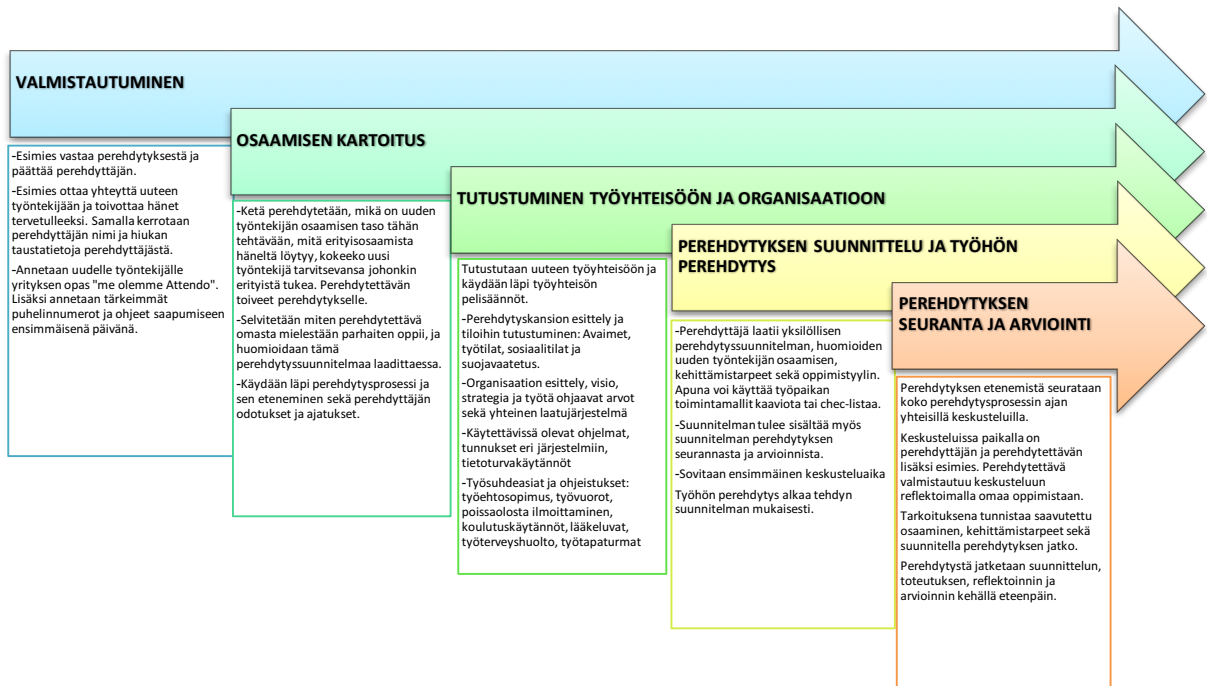 VALMISTAUTUMINEN
-Esimies vastaa perehdytyksestä ja
päättää perehdyttäjän.
-Esimies ottaa yhteyttä uuteen
työntekijään ja toivottaa hänet
tervetulleeksi. Samalla kerrotaan
perehdyttäjän nimi ja hiukan
taustatietoja perehdyttäjästä.
-Annetaan uudelle työntekijälle
yrityksen opas "me olemme Attendo".
Lisäksi annetaan tärkeimmät
puhelinnumerot ja ohjeet saapumiseen
ensimmäisenä päivänä.
OSAAMISEN KARTOITUS
-Ketä perehdytetään, mikä on uuden
työntekijän osaamisen taso tähän
tehtävään, mitä erityisosaamista
häneltä löytyy, kokeeko uusi
työntekijä tarvitsevansa johonkin
erityistä tukea. Perehdytettävän
toiveet perehdytykselle.
-Selvitetään miten perehdytettävä
omasta mielestään parhaiten oppii, ja
huomioidaan tämä
perehdytyssuunnitelmaa laadittaessa.
-Käydään läpi perehdytysprosessi ja
sen eteneminen sekä perehdyttäjän
odotukset ja ajatukset.
TUTUSTUMINEN TYÖYHTEISÖÖN JA ORGANISAATIOON
Tutustutaan uuteen työyhteisöön ja
käydään läpi työyhteisön
pelisäännöt.
-Perehdytyskansion esittely ja
tiloihin tutustuminen: Avaimet,
työtilat, sosiaalitilat ja
suojavaatetus.
-Organisaation esittely, visio,
strategia ja työtä ohjaavat arvot
sekä yhteinen laatujärjestelmä
-Käytettävissä olevat ohjelmat,
tunnukset eri järjestelmiin,
tietoturvakäytännöt
-Työsuhdeasiat ja ohjeistukset:
työehtosopimus, työvuorot,
poissaolosta ilmoittaminen,
koulutuskäytännöt, lääkeluvat,
työterveyshuolto, työtapaturmat
PEREHDYTYKSEN SUUNNITTELU JA TYÖHÖN
PEREHDYTYS
-Perehdyttäjä laatii yksilöllisen
perehdytyssuunnitelman, huomioiden
uuden työntekijän osaamisen,
kehittämistarpeet sekä oppimistyylin.
Apuna voi käyttää työpaikan
toimintamallit kaaviota tai chec-listaa.
-Suunnitelman tulee sisältää myös
suunnitelman perehdytyksen
seurannasta ja arvioinnista.
-Sovitaan ensimmäinen keskusteluaika
Työhön perehdytys alkaa tehdyn
suunnitelman mukaisesti.
PEREHDYTYKSEN
SEURANTA JA ARVIOINTI
Perehdytyksen etenemistä seurataan
koko perehdytysprosessin ajan
yhteisillä keskusteluilla.
Keskusteluissa paikalla on
perehdyttäjän ja perehdytettävän
lisäksi esimies. Perehdytettävä
valmistautuu keskusteluun
reflektoimalla omaa oppimistaan.
Tarkoituksena tunnistaa saavutettu
osaaminen, kehittämistarpeet sekä
suunnitella perehdytyksen jatko.
Perehdytystä jatketaan suunnittelun,
toteutuksen, reflektoinnin ja
arvioinnin kehällä eteenpäin.